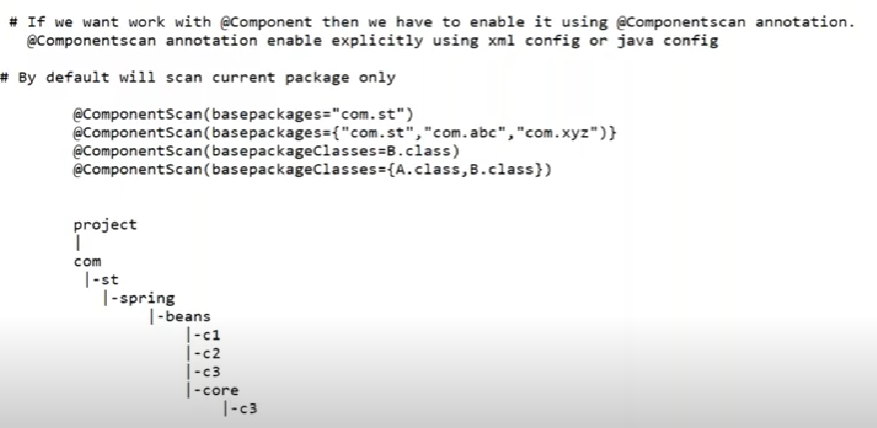 # If we want work with @Component then we have to enable it using @Componentscan annotation.
@Componentscan annotation enable explicitly using xml config or java config
# By default will scan current package only
@ComponentScan(basepackages="com.st")
@ComponentScan(basepackages={"com.st","com.abc","com.xyz")}
@ComponentScan(basepackageClasses=B.class)
@ComponentScan(basepackageClasses={A.class,B.class})
project
|
com
|-st
|-spring
|-beans
|-c1
|-c2
|-c3
|-core
|-c3